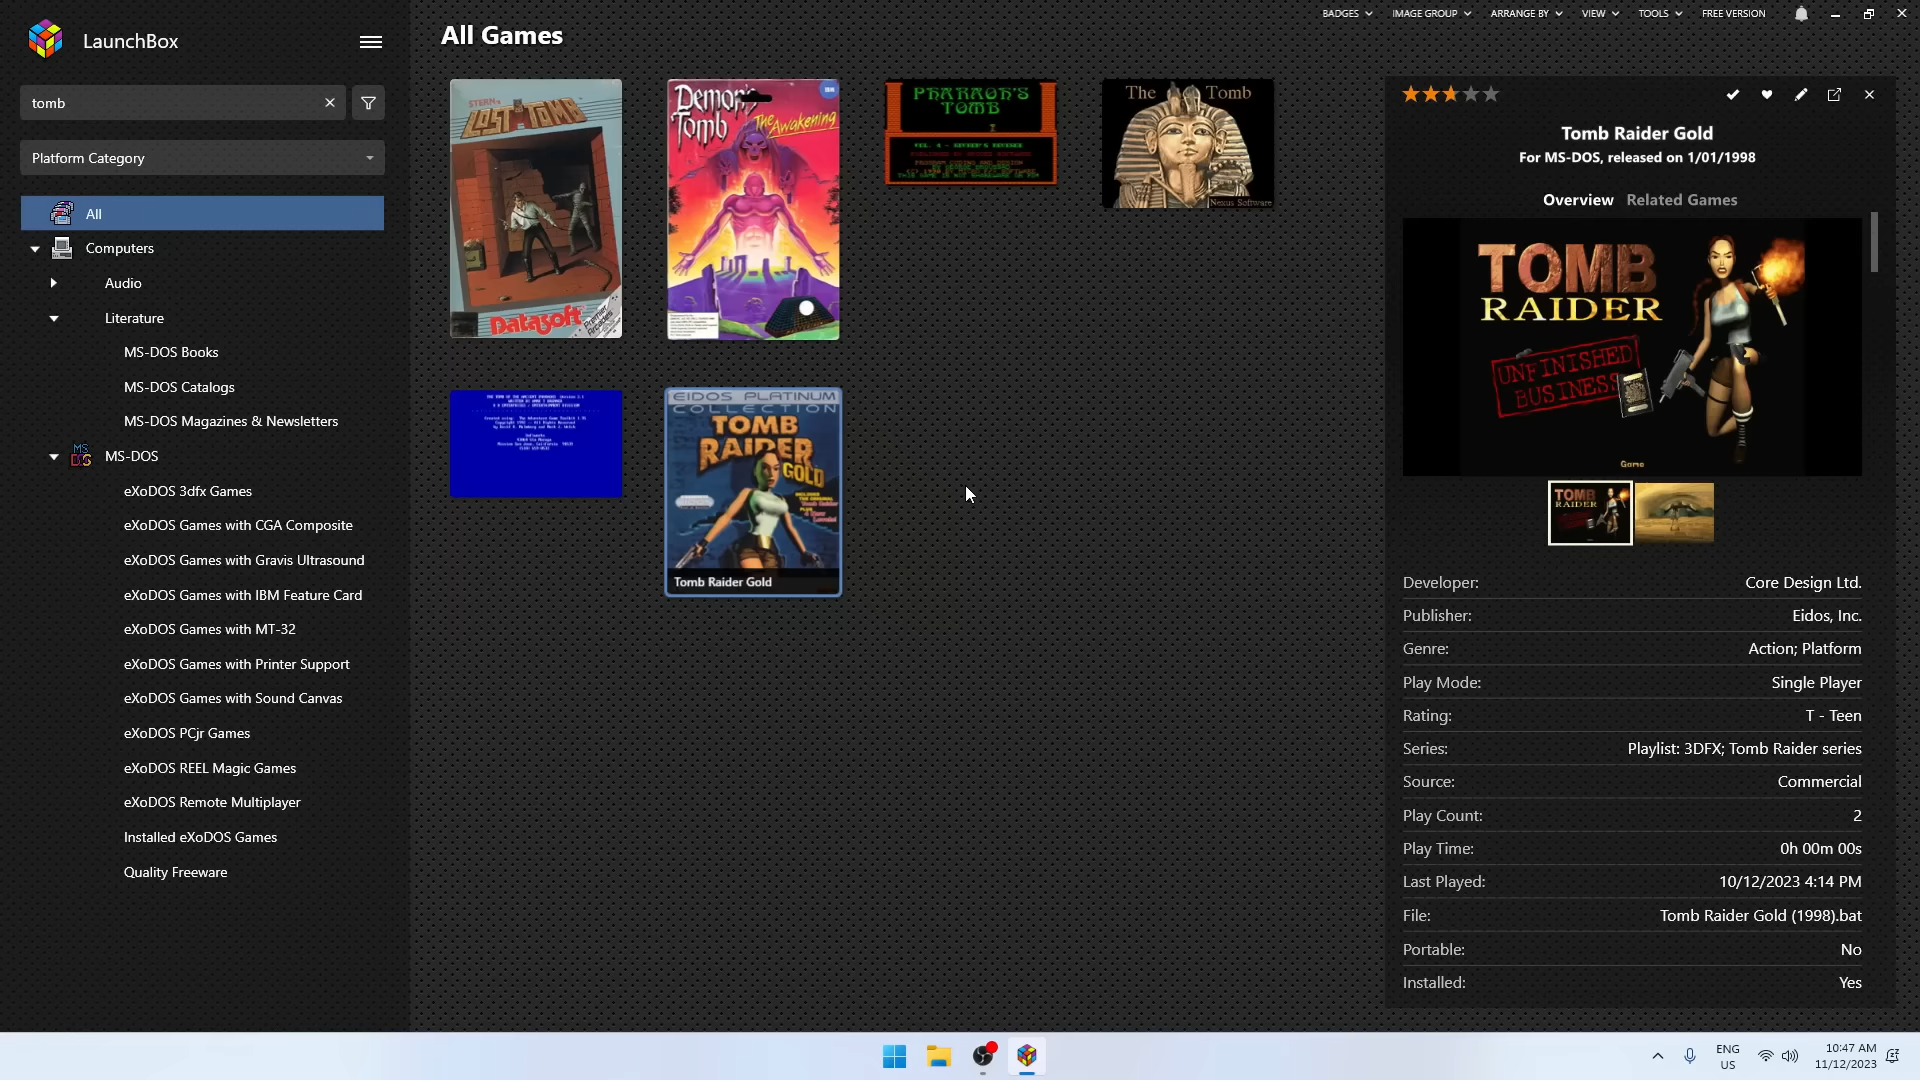 LaunchBox
tomb
Platform Category
All
Computers
Audio
Literature
MS-DOS Books
MS-DOS Catalogs
MS-DOS Magazines & Newsletters
MS-DOS
eXoDOS 3dfx Games
eXoDOS Games with CGA Composite
eXoDOS Games with Gravis Ultrasound
eXoDOS Games with IBM Feature Card
eXoDOS Games with MT-32
eXoDOS Games with Printer Support
eXoDOS Games with Sound Canvas
eXoDOS PCjr Games
eXoDOS REEL Magic Games
eXoDOS Remote Multiplayer
Installed eXoDOS Games
Quality Freeware
All Games
BADGES IMAGE GROUP ARRANGE BY VIEW TOOLS FREE VERSION
STERN'S
LOST TOMB
Datasoft
Demon's
Tomb
The Awakening
PHARAOH'S
TOMB
The Tomb
Nexus Software
EIDOS PLATINUM
COLLECTION
TOMB
RAIDER
GOLD
Tomb Raider Gold
Tomb Raider Gold
For MS-DOS, released on 1/01/1998
Overview Related Games
TOMB
RAIDER
UNFINISHED
BUSINESS
Game
Developer: Core Design Ltd.
Publisher: Eidos, Inc.
Genre: Action; Platform
Play Mode: Single Player
Rating: T - Teen
Series: Playlist: 3DFX; Tomb Raider series
Source: Commercial
Play Count: 2
Play Time: 0h 00m 00s
Last Played: 10/12/2023 4:14 PM
File: Tomb Raider Gold (1998).bat
Portable: No
Installed: Yes
ENG
US
10:47 AM
11/12/2023